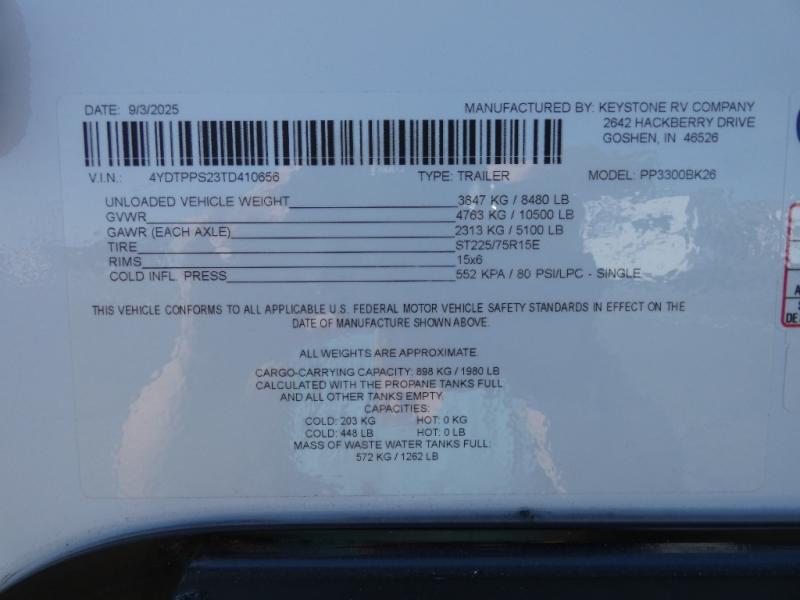 DATE: 9/3/2025
MANUFACTURED BY: KEYSTONE RV COMPANY
2642 HACKBERRY DRIVE
GOSHEN, IN 46526
V.I.N.: 4YDTPPS23TD410656 TYPE: TRAILER MODEL: PP3300BK26
UNLOADED VEHICLE WEIGHT 3847 KG / 8480 LB
GVWR 4763 KG / 10500 LB
GAWR (EACH AXLE) 2313 KG / 5100 LB
TIRE ST225/75R15E
RIMS 15x6
COLD INFL. PRESS 552 KPA / 80 PSI/LPC - SINGLE
THIS VEHICLE CONFORMS TO ALL APPLICABLE U.S. FEDERAL MOTOR VEHICLE SAFETY STANDARDS IN EFFECT ON THE
DATE OF MANUFACTURE SHOWN ABOVE.
ALL WEIGHTS ARE APPROXIMATE.
CARGO-CARRYING CAPACITY: 898 KG / 1980 LB
CALCULATED WITH THE PROPANE TANKS FULL
AND ALL OTHER TANKS EMPTY.
CAPACITIES:
COLD: 203 KG HOT: 0 KG
COLD: 448 LB HOT: 0 LB
MASS OF WASTE WATER TANKS FULL:
572 KG / 1262 LB